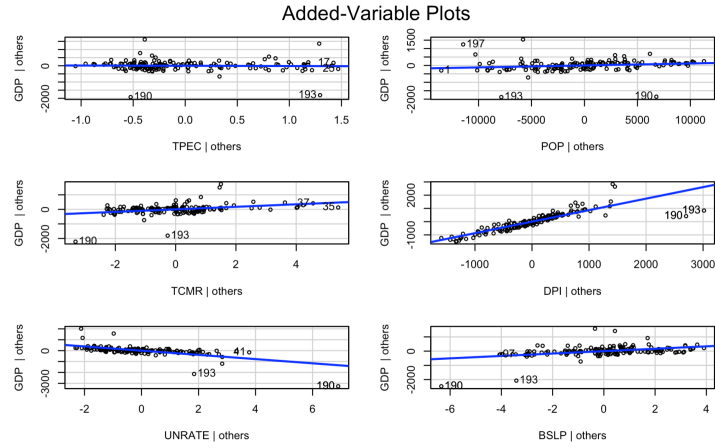 Added-Variable Plots
GDP | others
-2000 0
190
193
17
25
-1.0 -0.5 0.0 0.5 1.0 1.5
TPEC | others
GDP | others
-2000 0 1500
197
1
193
190
-10000 -5000 0 5000 10000
POP | others
GDP | others
-2000 0
190
193
37
35
-2 0 2 4
TCMR | others
GDP | others
-1000 2000
190
193
-1000 0 1000 2000 3000
DPI | others
GDP | others
-3000 0
193
41
190
-2 0 2 4 6
UNRATE | others
GDP | others
-2000 0
190
193
-6 -4 -2 0 2 4
BSLP | others